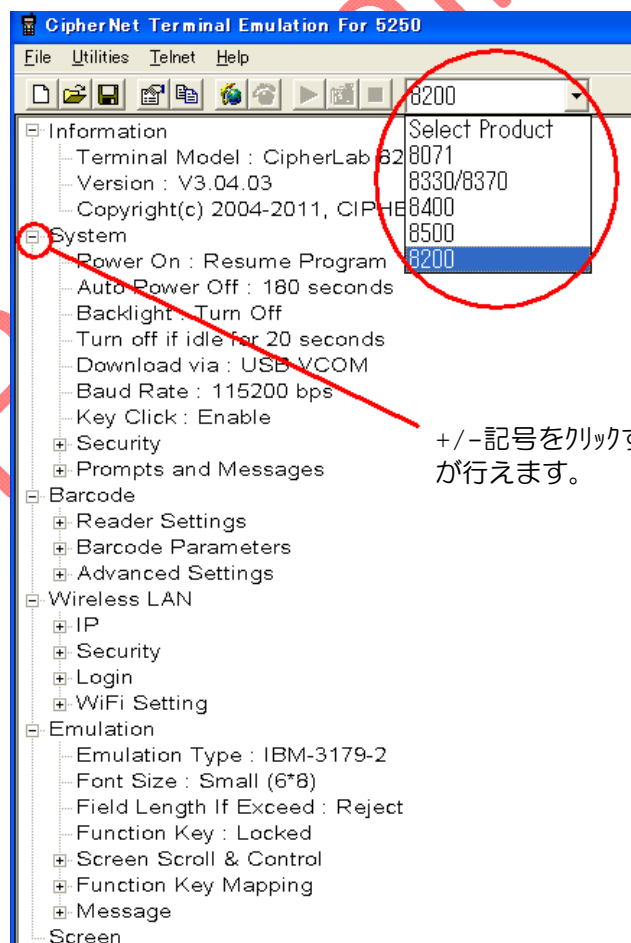 CipherNet Terminal Emulation For 5250
File Utilities Telnet Help
8200
Select Product
8071
8330/8370
8400
8500
8200
Information
Terminal Model : CipherLab 82
Version : V3.04.03
Copyright(c) 2004-2011, CIPHE
System
Power On : Resume Program
Auto Power Off : 180 seconds
Backlight : Turn Off
Turn off if idle for 20 seconds
Download via : USB VCOM
Baud Rate : 115200 bps
Key Click : Enable
Security
Prompts and Messages
+/-記号をｸﾘｯｸす
が行えます。
Barcode
Reader Settings
Barcode Parameters
Advanced Settings
Wireless LAN
IP
Security
Login
WiFi Setting
Emulation
Emulation Type : IBM-3179-2
Font Size : Small (6*8)
Field Length If Exceed : Reject
Function Key : Locked
Screen Scroll & Control
Function Key Mapping
Message
Screen